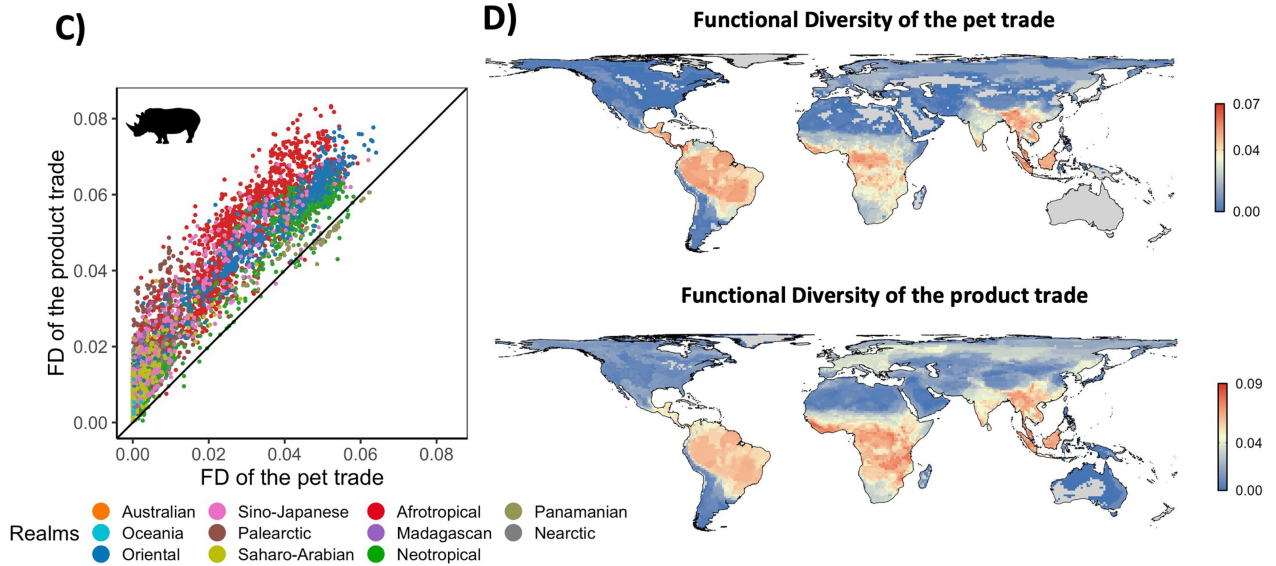 C)
FD of the product trade
0.08
0.06
0.04
0.02
0.00
0.00 0.02 0.04 0.06 0.08
FD of the pet trade
Realms
Australian Sino-Japanese Afrotropical Panamanian
Oceania Palearctic Madagascan Nearctic
Oriental Saharo-Arabian Neotropical
D)
Functional Diversity of the pet trade
0.07
0.04
0.00
Functional Diversity of the product trade
0.09
0.04
0.00